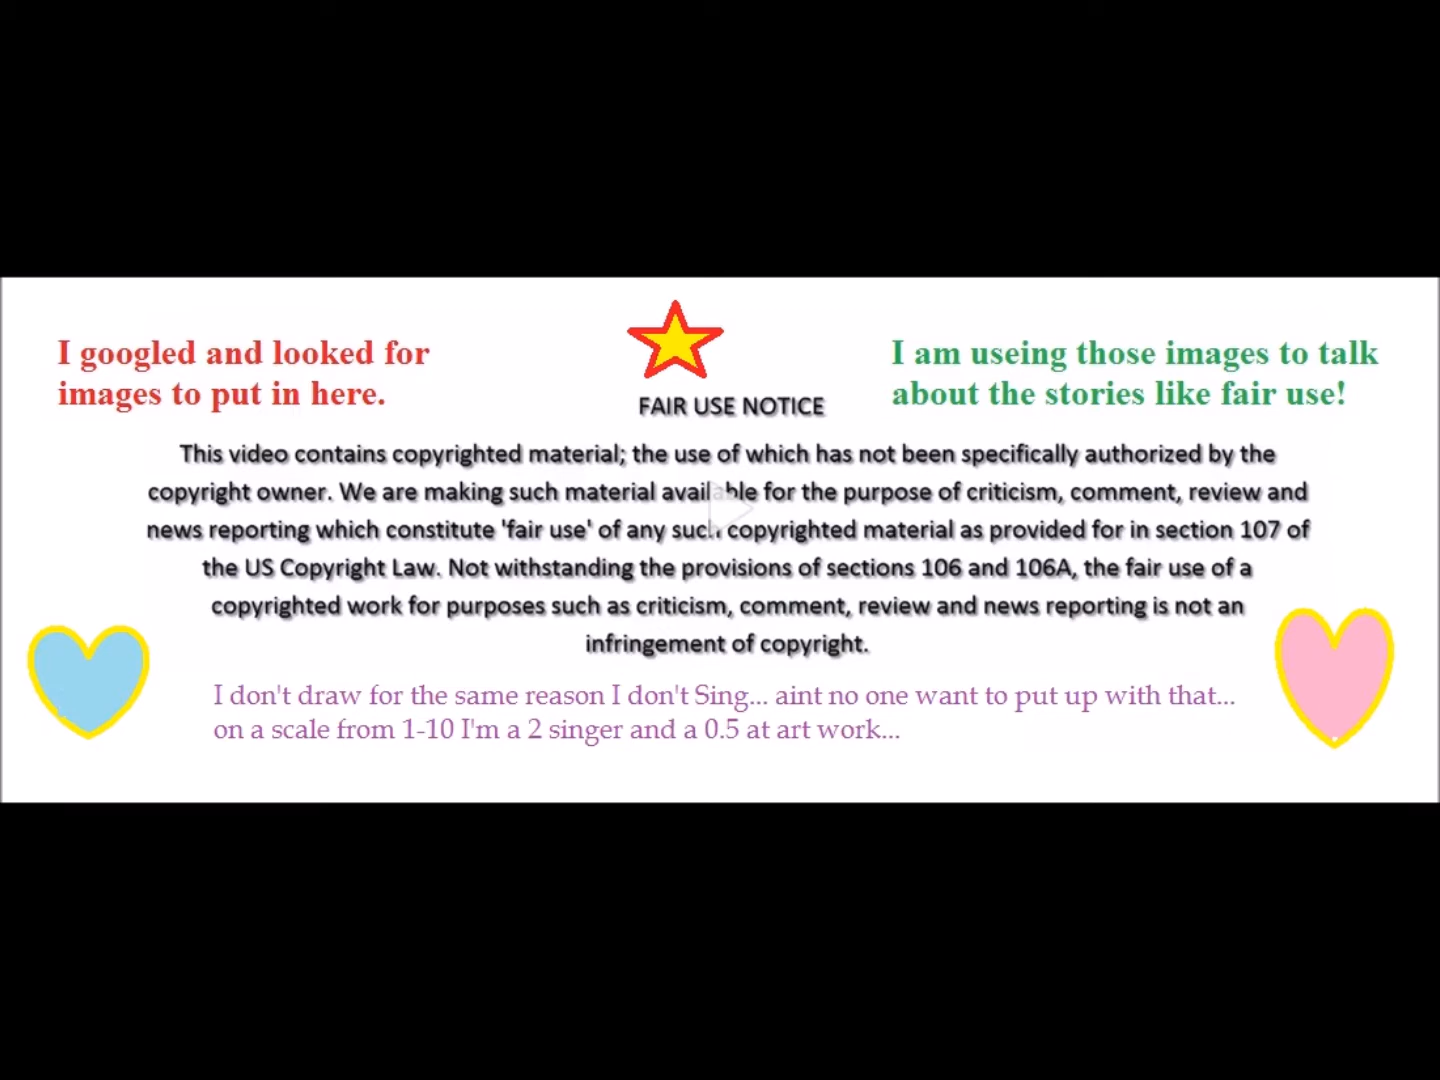 I googled and looked for
images to put in here.
I am useing those images to talk
about the stories like fair use!
FAIR USE NOTICE
This video contains copyrighted material; the use of which has not been specifically authorized by the
copyright owner. We are making such material available for the purpose of criticism, comment, review and
news reporting which constitute 'fair use' of any such copyrighted material as provided for in section 107 of
the US Copyright Law. Not withstanding the provisions of sections 106 and 106A, the fair use of a
copyrighted work for purposes such as criticism, comment, review and news reporting is not an
infringement of copyright.
I don't draw for the same reason I don't Sing... aint no one want to put up with that...
on a scale from 1-10 I'm a 2 singer and a 0.5 at art work...